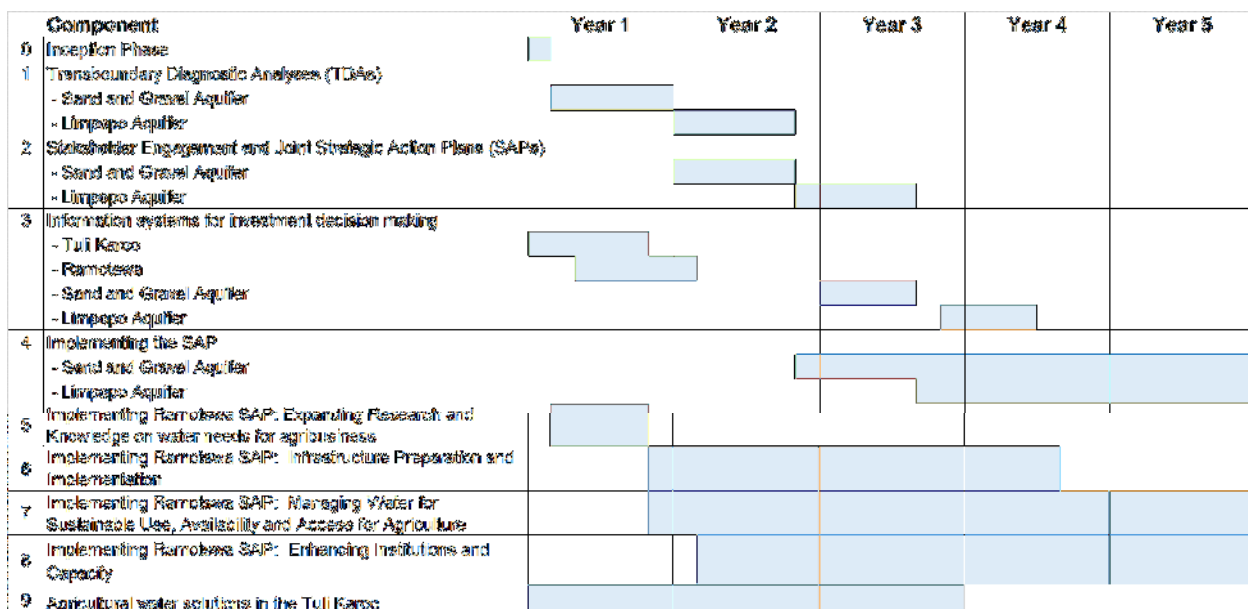 Component Year 1 Year 2 Year 3 Year 4 Year 5
0 Inception Phase
1 Transboundary Diagnostic Analyses (TDAs)
- Sand and Gravel Aquifer
- Limpopo Aquifer
2 Stakeholder Engagement and Joint Strategic Action Plans (SAPs)
- Sand and Gravel Aquifer
- Limpopo Aquifer
3 Information systems for investment decision making
- Tuli Karoo
- Ramotswa
- Sand and Gravel Aquifer
- Limpopo Aquifer
4 Implementing the SAP
- Sand and Gravel Aquifer
- Limpopo Aquifer
5 Implementing Ramotswa SAP: Expanding Research and
Knowledge on water needs for agribusiness
6 Implementing Ramotswa SAP: Infrastructure Preparation and
Implementation
7 Implementing Ramotswa SAP: Managing Water for
Sustainable Use, Availability and Access for Agriculture
8 Implementing Ramotswa SAP: Enhancing Institutions and
Capacity
9 Agricultural water solutions in the Tuli Karoo